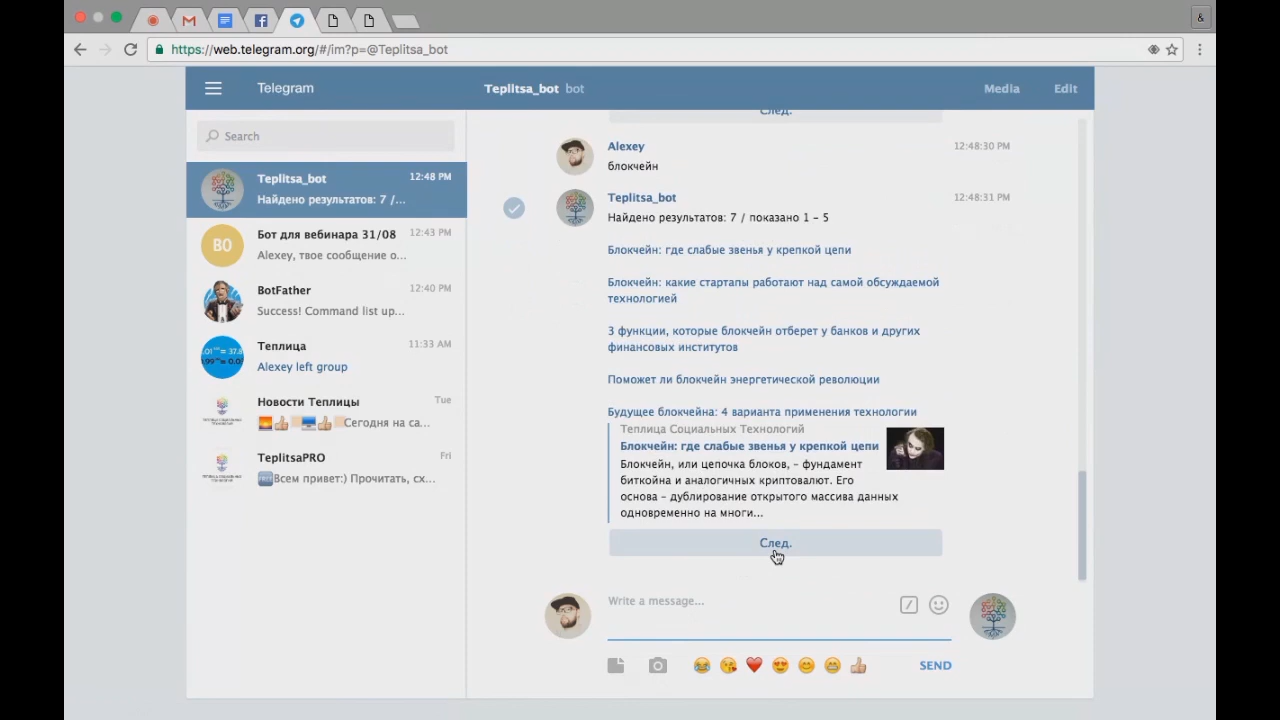 &
https://web.telegram.org/#/im?p=@Teplitsa_bot
Telegram
Teplitsa_bot bot
Media
Edit
Search
Teplitsa_bot
12:48 PM
Найдено результатов: 7 /...
Бот для вебинара 31/08
12:43 PM
ВО
Alexey, твое сообщение о...
BotFather
12:40 PM
Success! Command list up...
Теплица
11:33 AM
Alexey left group
Новости Теплицы
Tue
Сегодня на са...
TeplitsaPRO
Fri
Всем привет:) Прочитать, сх...
След.
Alexey
12:48:30 PM
блокчейн
Teplitsa_bot
12:48:31 PM
Найдено результатов: 7 / показано 1 – 5
Блокчейн: где слабые звенья у крепкой цепи
Блокчейн: какие стартапы работают над самой обсуждаемой
технологией
3 функции, которые блокчейн отберет у банков и других
финансовых институтов
Поможет ли блокчейн энергетической революции
Будущее блокчейна: 4 варианта применения технологии
Теплица Социальных Технологий
Блокчейн: где слабые звенья у крепкой цепи
Блокчейн, или цепочка блоков, – фундамент
биткойна и аналогичных криптовалют. Его
основа – дублирование открытого массива данных
одновременно на многи...
След.
Write a message...
SEND